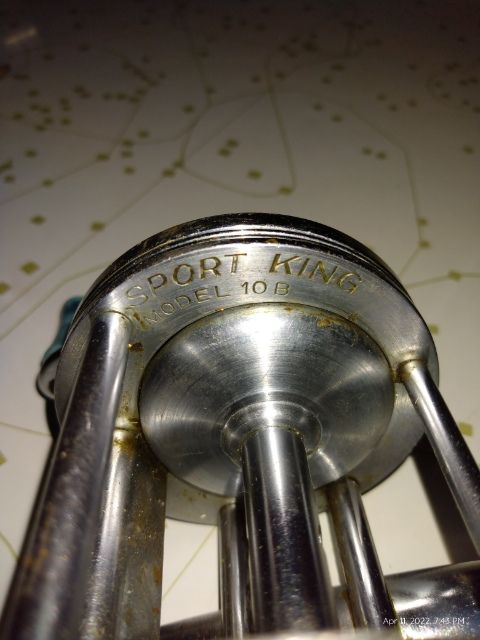 SPORT KING
MODEL 10 B
Apr 11, 2022, 7:43 PM